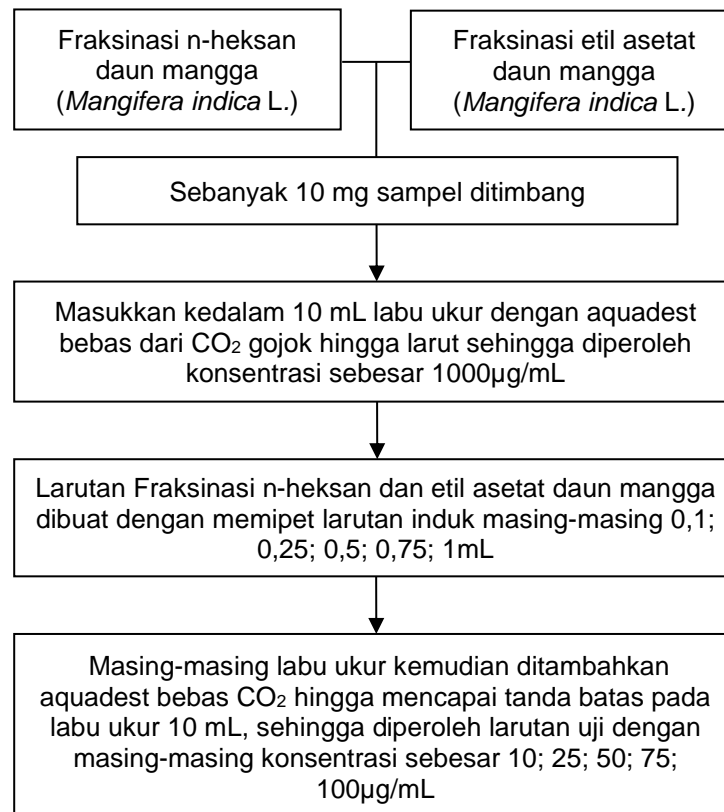 Fraksinasi n-heksan
daun mangga
(Mangifera indica L.)
Fraksinasi etil asetat
daun mangga
(Mangifera indica L.)
Sebanyak 10 mg sampel ditimbang
Masukkan kedalam 10 mL labu ukur dengan aquadest
bebas dari CO₂ gojok hingga larut sehingga diperoleh
konsentrasi sebesar 1000µg/mL
Larutan Fraksinasi n-heksan dan etil asetat daun mangga
dibuat dengan memipet larutan induk masing-masing 0,1;
0,25; 0,5; 0,75; 1mL
Masing-masing labu ukur kemudian ditambahkan
aquadest bebas CO₂ hingga mencapai tanda batas pada
labu ukur 10 mL, sehingga diperoleh larutan uji dengan
masing-masing konsentrasi sebesar 10; 25; 50; 75;
100µg/mL